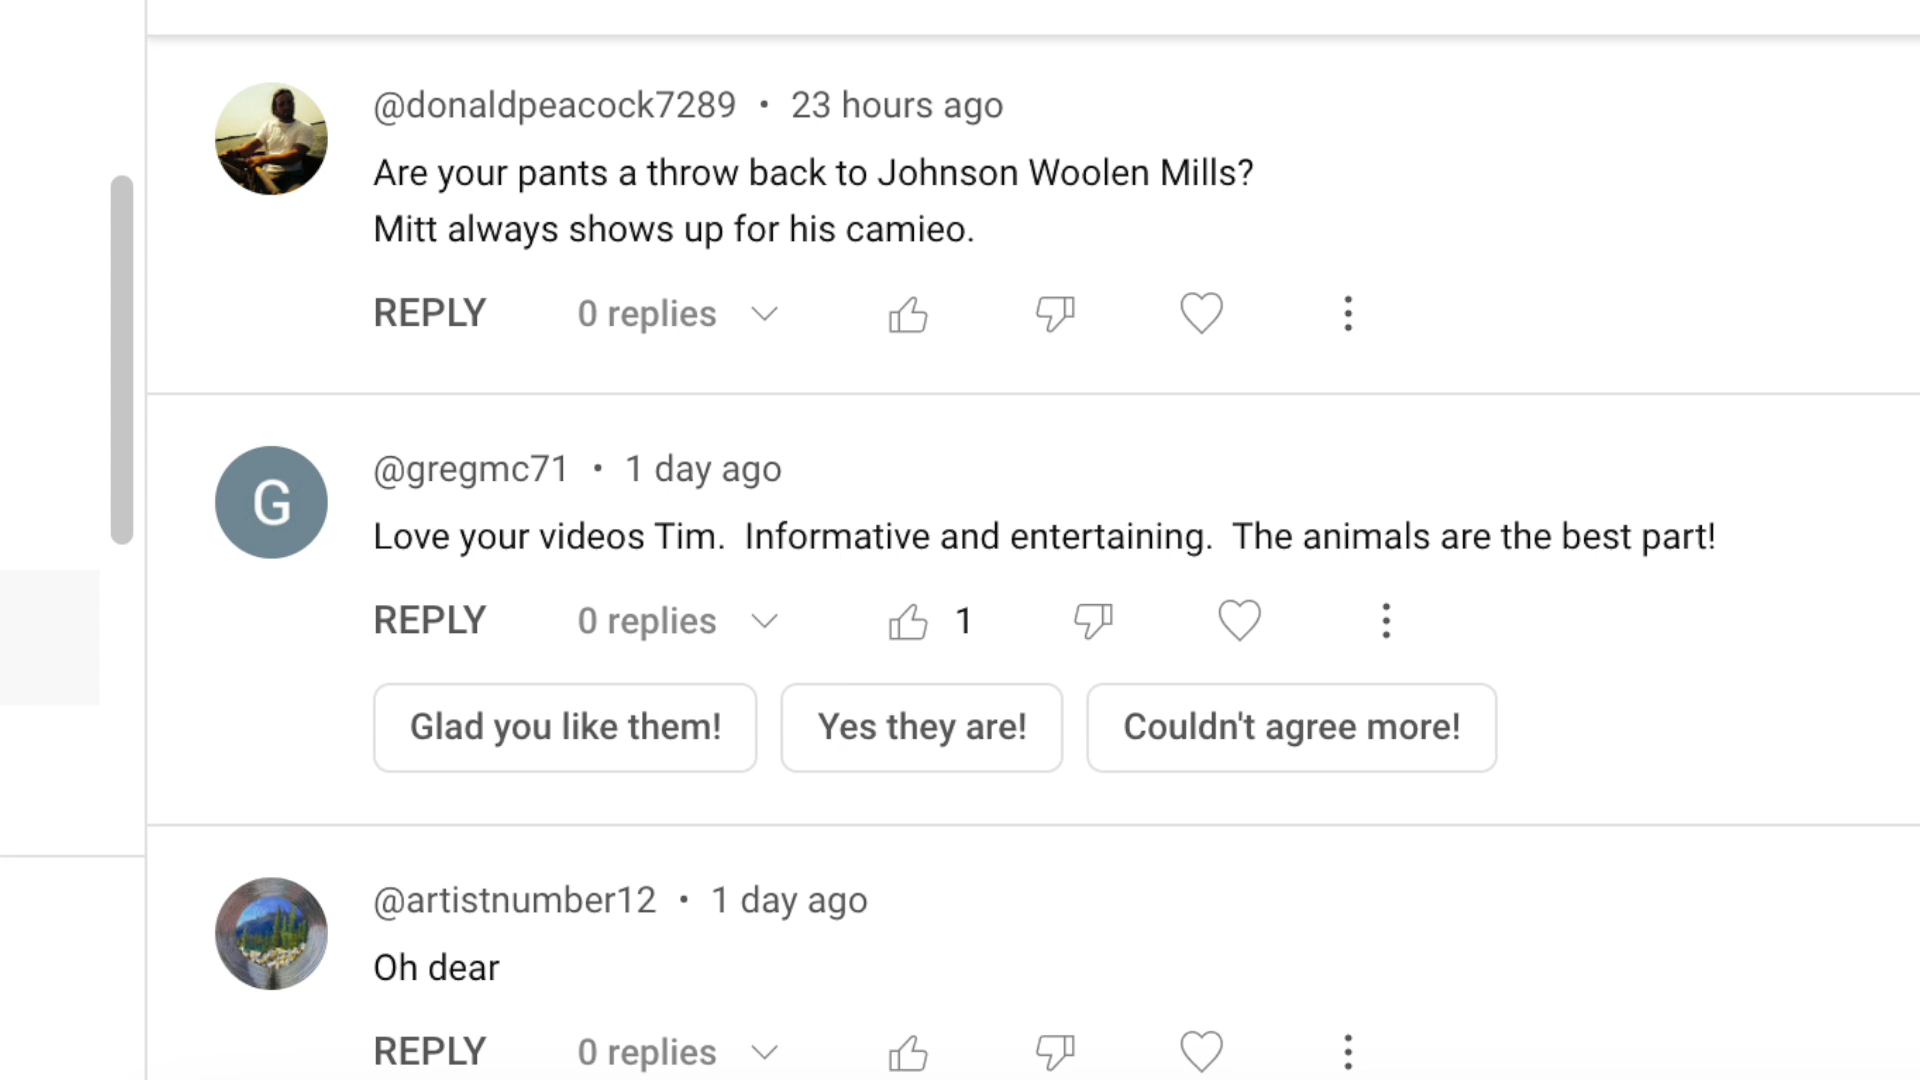 @donaldpeacock7289 • 23 hours ago
Are your pants a throw back to Johnson Woolen Mills?
Mitt always shows up for his camieo.
REPLY 0 replies
G
@gregmc71 • 1 day ago
Love your videos Tim.  Informative and entertaining.  The animals are the best part!
REPLY 0 replies 1
Glad you like them! Yes they are! Couldn't agree more!
@artistnumber12 • 1 day ago
Oh dear
REPLY 0 replies